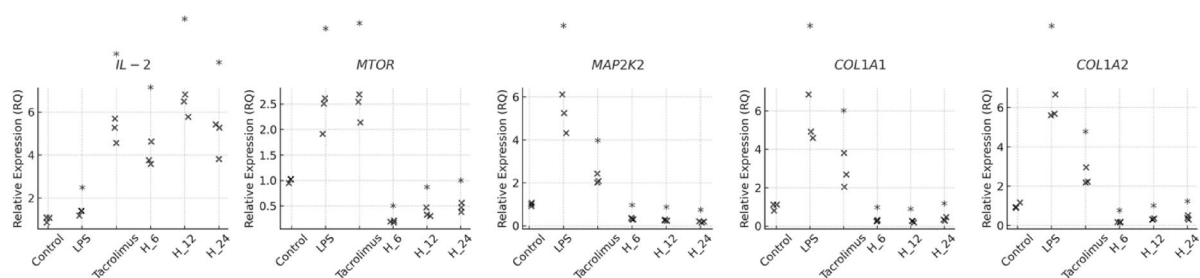 IL − 2
Relative Expression (RQ)
6
4
2
Control
LPS
Tacrolimus
H_6
H_12
H_24
MTOR
Relative Expression (RQ)
2.5
2.0
1.5
1.0
0.5
Control
LPS
Tacrolimus
H_6
H_12
H_24
MAP2K2
Relative Expression (RQ)
6
4
2
0
Control
LPS
Tacrolimus
H_6
H_12
H_24
COL1A1
Relative Expression (RQ)
6
4
2
0
Control
LPS
Tacrolimus
H_6
H_12
H_24
COL1A2
Relative Expression (RQ)
6
4
2
0
Control
LPS
Tacrolimus
H_6
H_12
H_24